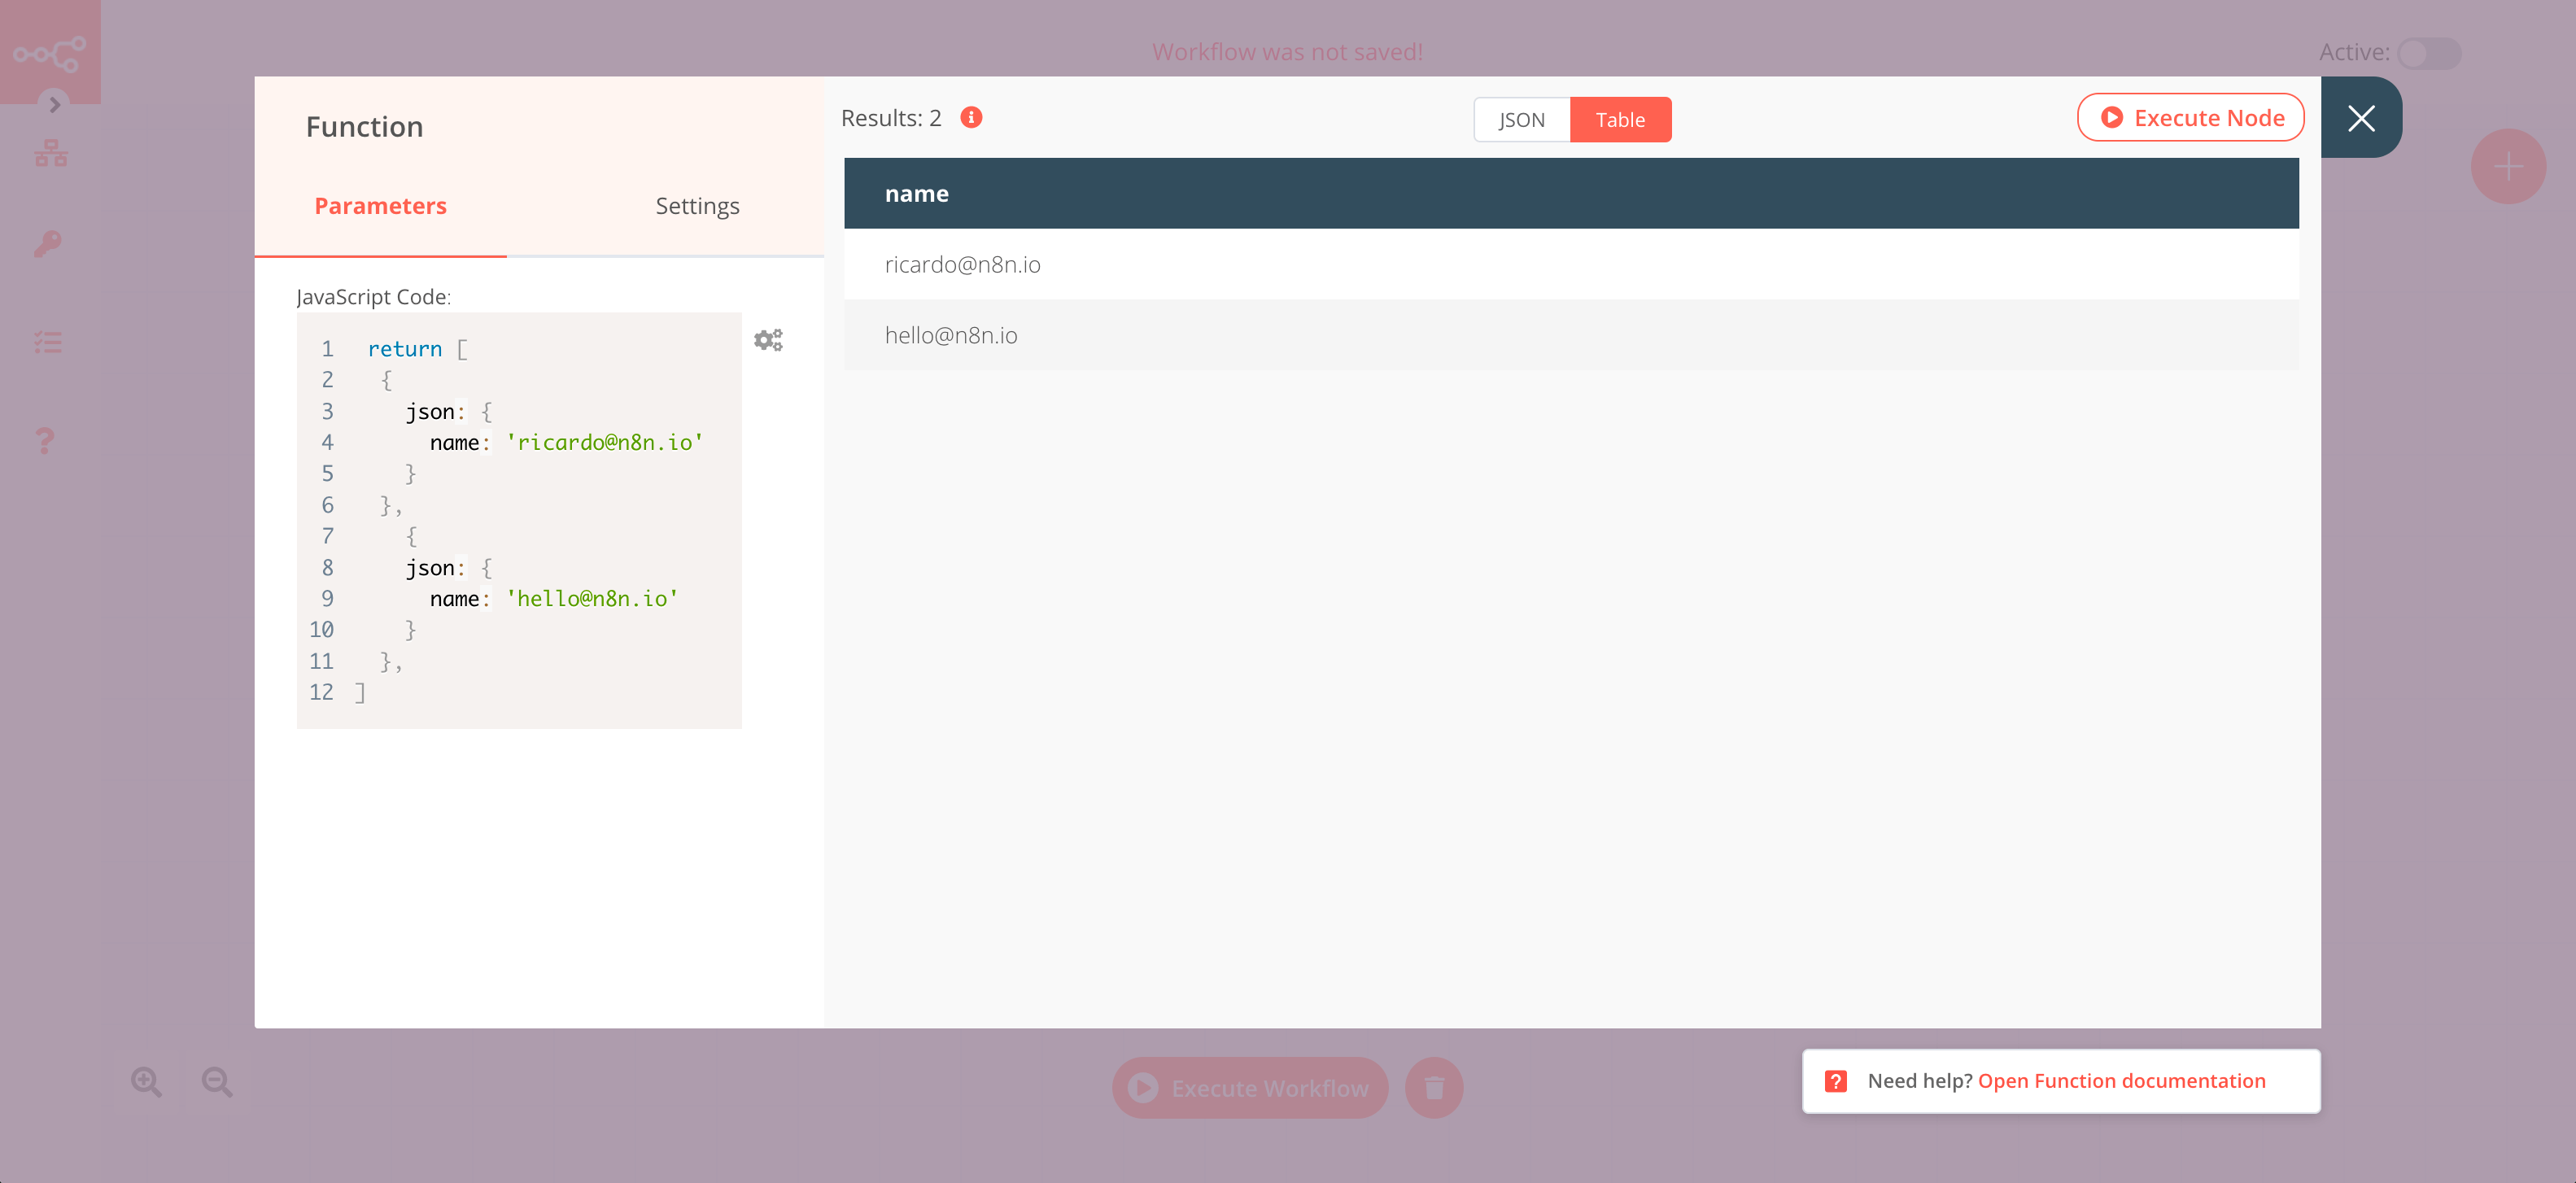 Workflow was not saved!
Active:
Function
Parameters
Settings
JavaScript Code:
1 return [
2 {
3 json: {
4 name: 'ricardo@n8n.io'
5 }
6 },
7 {
8 json: {
9 name: 'hello@n8n.io'
10 }
11 },
12 ]
Results: 2
JSON
Table
Execute Node
name
ricardo@n8n.io
hello@n8n.io
Execute Workflow
Need help? Open Function documentation